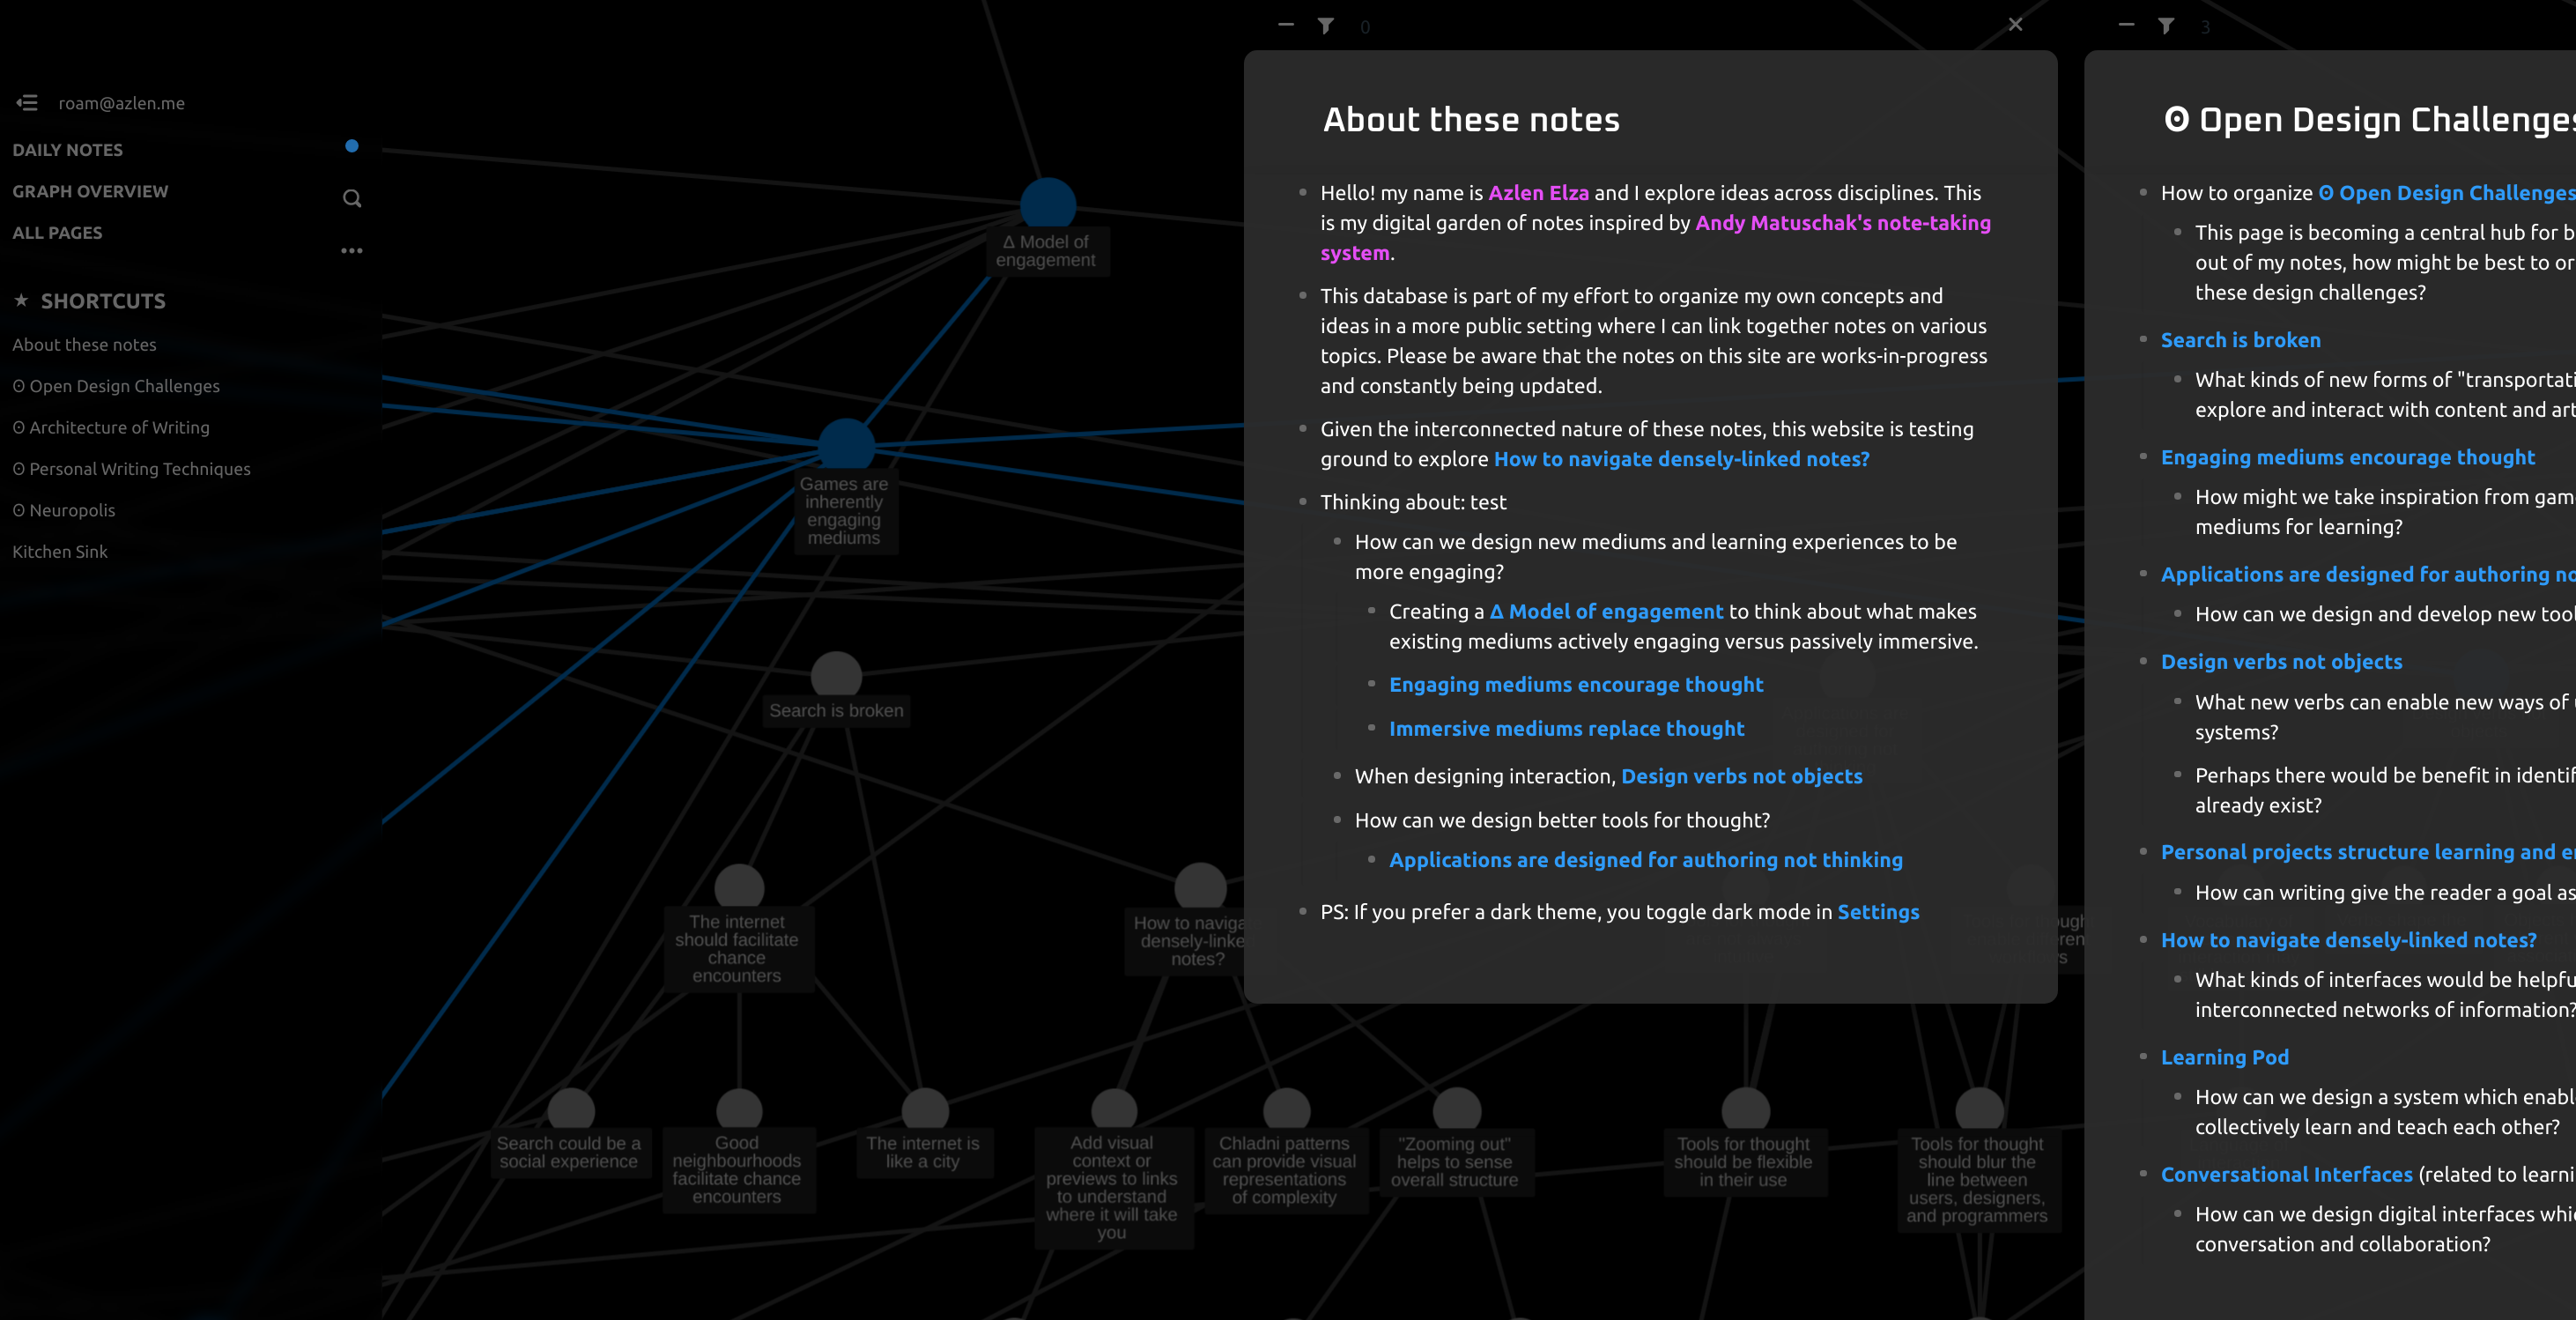 roam@azlen.me
DAILY NOTES
GRAPH OVERVIEW
ALL PAGES
★ SHORTCUTS
About these notes
ʘ Open Design Challenges
ʘ Architecture of Writing
ʘ Personal Writing Techniques
ʘ Neuropolis
Kitchen Sink
Δ Model of
engagement
Games are
inherently
engaging
mediums
Search is broken
The internet
should facilitate
chance
encounters
How to naviga
densely-linke
notes?
Search could be a
social experience
Good
neighbourhoods
facilitate chance
encounters
The internet is
like a city
Add visual
context or
previews to links
to understand
where it will take
you
Chladni patterns
can provide visual
representations
of complexity
"Zooming out"
helps to sense
overall structure
Tools for thought
should be flexible
in their use
Tools for thought
should blur the
line between
users, designers,
and programmers
0
About these notes
Hello! my name is Azlen Elza and I explore ideas across disciplines. This
is my digital garden of notes inspired by Andy Matuschak's note-taking
system.
This database is part of my effort to organize my own concepts and
ideas in a more public setting where I can link together notes on various
topics. Please be aware that the notes on this site are works-in-progress
and constantly being updated.
Given the interconnected nature of these notes, this website is testing
ground to explore How to navigate densely-linked notes?
Thinking about: test
How can we design new mediums and learning experiences to be
more engaging?
Creating a Δ Model of engagement to think about what makes
existing mediums actively engaging versus passively immersive.
Engaging mediums encourage thought
Immersive mediums replace thought
When designing interaction, Design verbs not objects
How can we design better tools for thought?
Applications are designed for authoring not thinking
PS: If you prefer a dark theme, you toggle dark mode in Settings
3
ʘ Open Design Challenges
How to organize ʘ Open Design Challenges
This page is becoming a central hub for b
out of my notes, how might be best to or
these design challenges?
Search is broken
What kinds of new forms of "transportati
explore and interact with content and art
Engaging mediums encourage thought
How might we take inspiration from gam
mediums for learning?
Applications are designed for authoring no
How can we design and develop new tool
Design verbs not objects
What new verbs can enable new ways of
systems?
Perhaps there would be benefit in identif
already exist?
Personal projects structure learning and e
How can writing give the reader a goal as
How to navigate densely-linked notes?
What kinds of interfaces would be helpfu
interconnected networks of information?
Learning Pod
How can we design a system which enabl
collectively learn and teach each other?
Conversational Interfaces (related to learni
How can we design digital interfaces whi
conversation and collaboration?